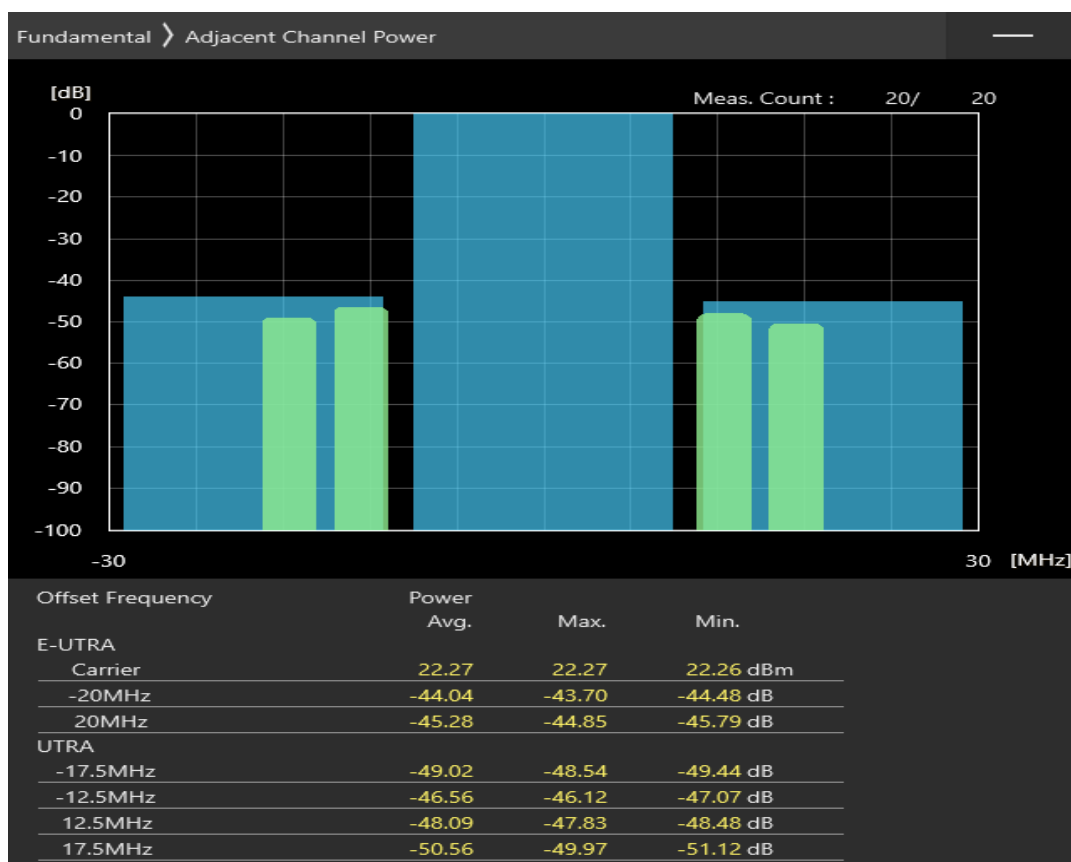 Fundamental ❯ Adjacent Channel Power
[dB]
Meas. Count : 20/ 20
0
-10
-20
-30
-40
-50
-60
-70
-80
-90
-100
-30 30 [MHz]
Offset Frequency Power
Avg. Max. Min.
E-UTRA
Carrier 22.27 22.27 22.26 dBm
-20MHz -44.04 -43.70 -44.48 dB
20MHz -45.28 -44.85 -45.79 dB
UTRA
-17.5MHz -49.02 -48.54 -49.44 dB
-12.5MHz -46.56 -46.12 -47.07 dB
12.5MHz -48.09 -47.83 -48.48 dB
17.5MHz -50.56 -49.97 -51.12 dB